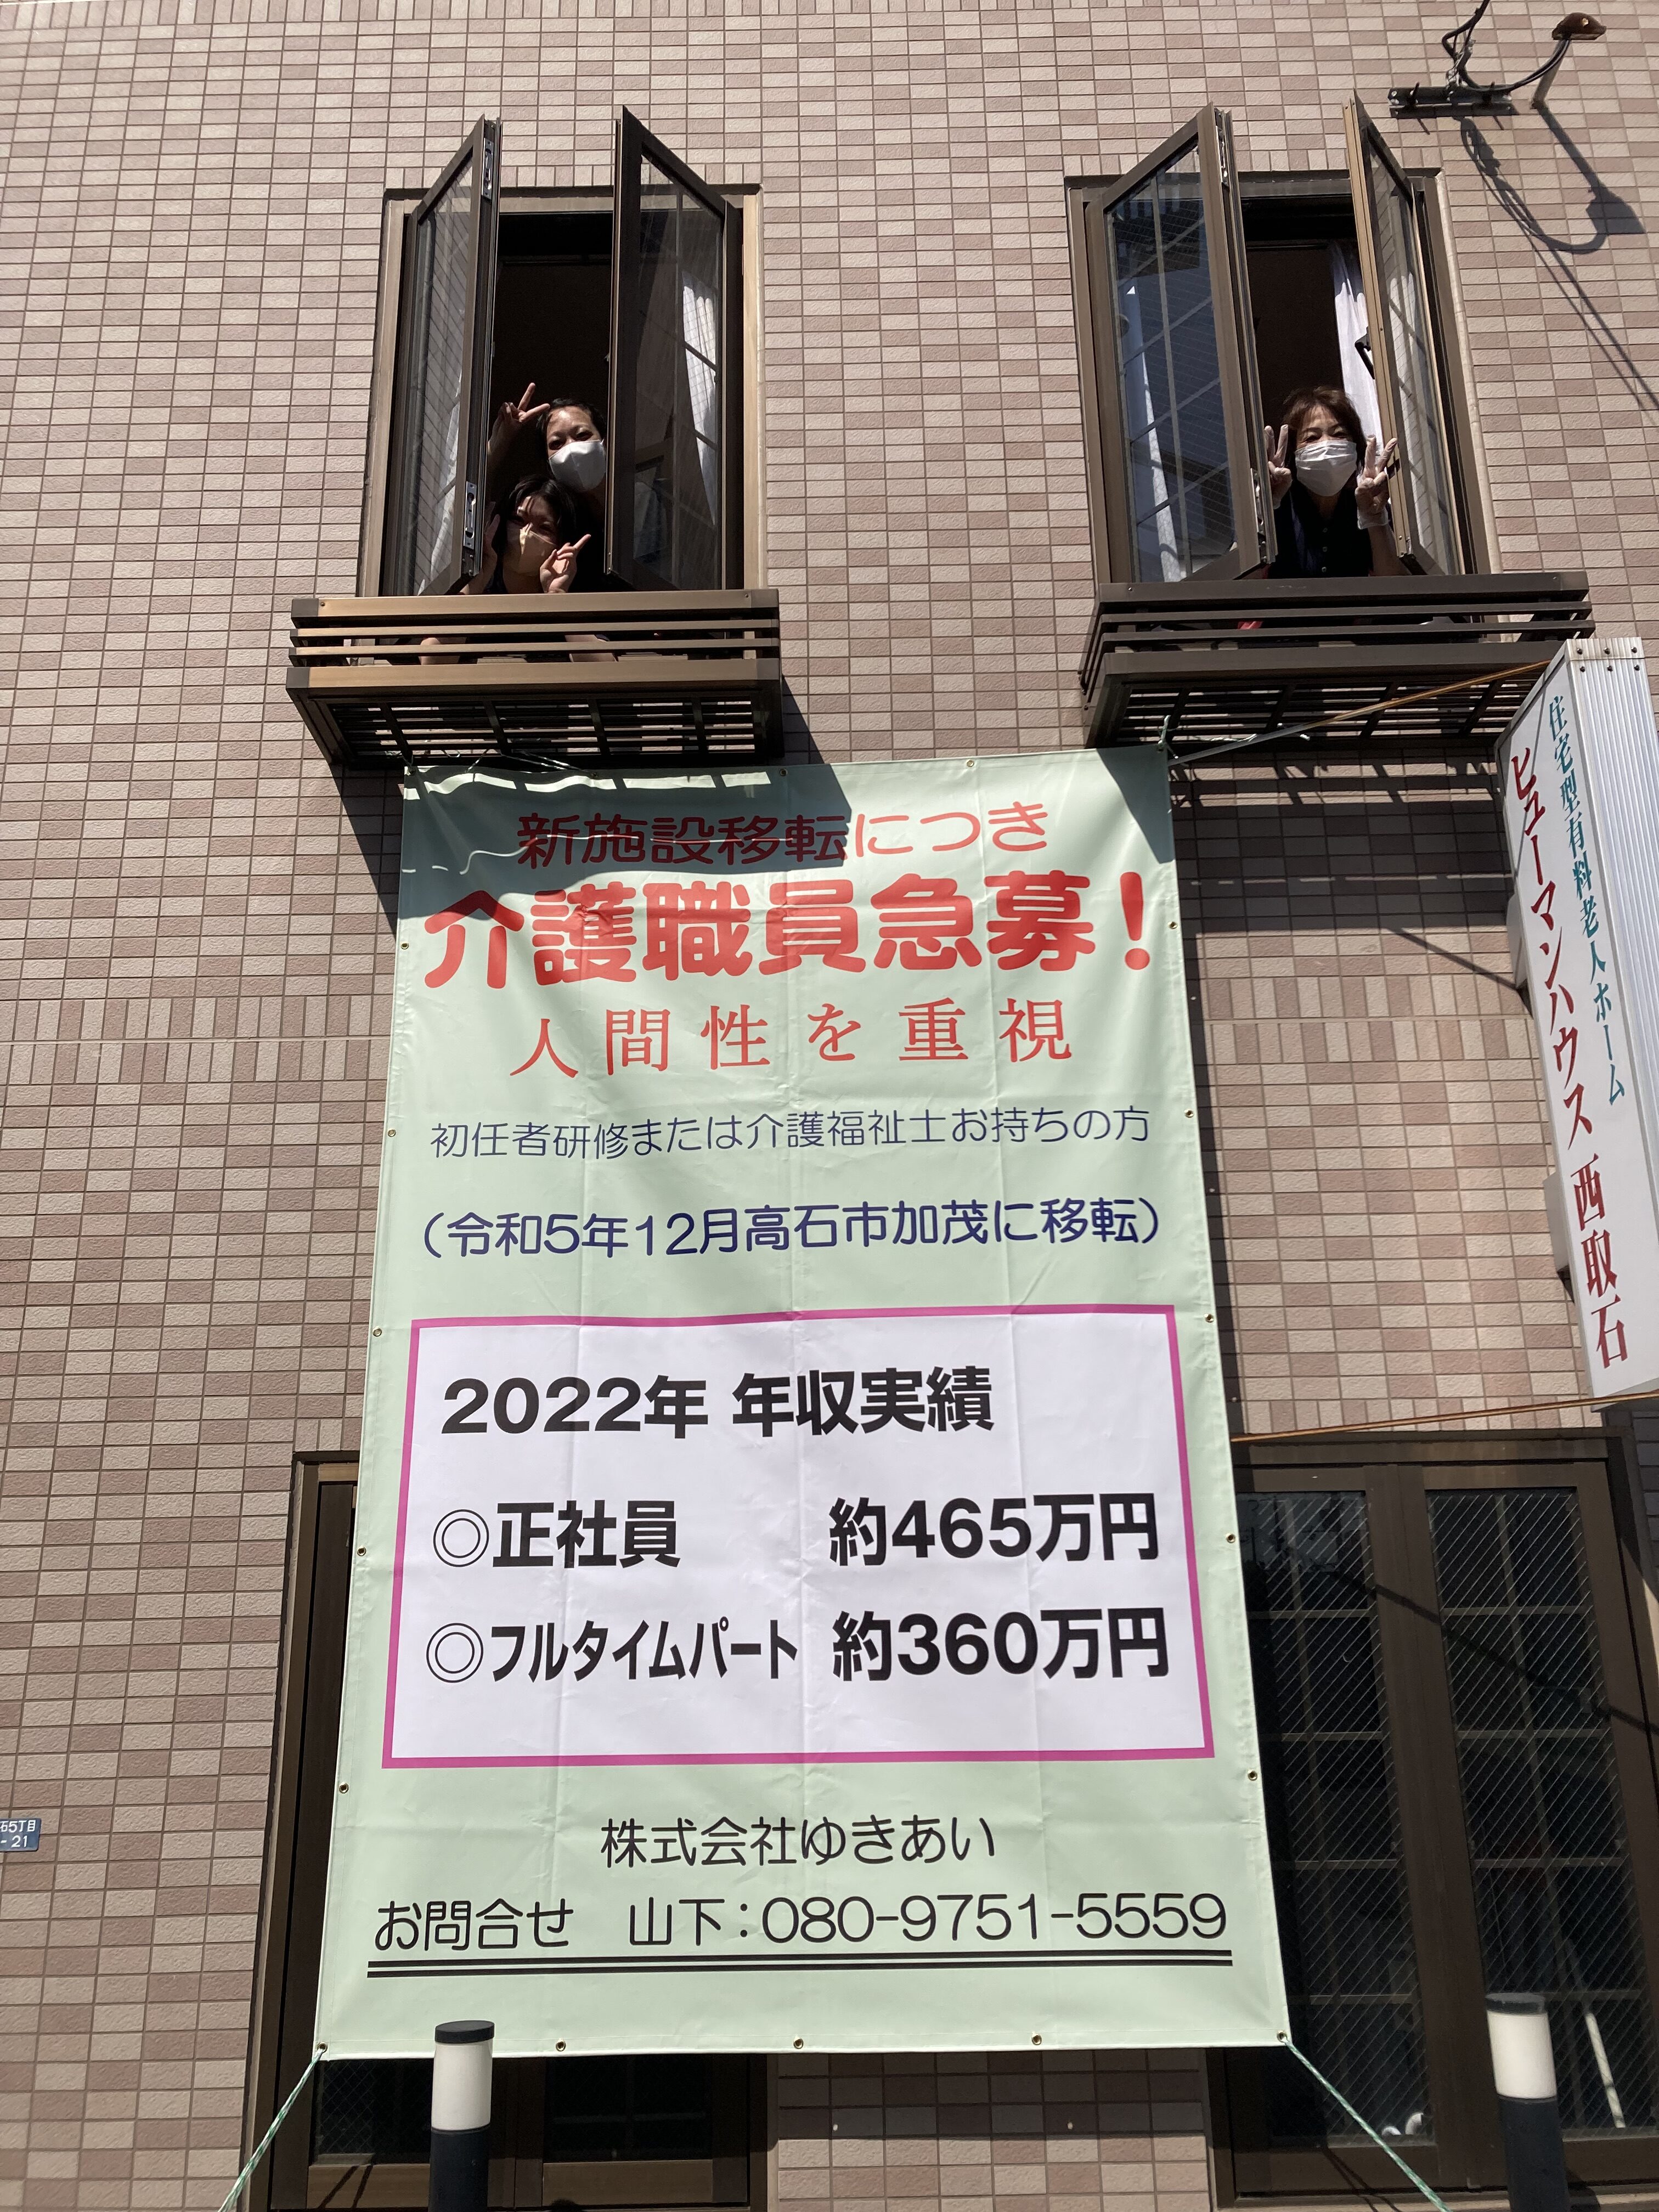 新施設移転につき
介護職員急募！
人間性を重視
初任者研修または介護福祉士お持ちの方
（令和5年12月高石市加茂に移転）
2022年 年収実績
◎正社員 約465万円
◎フルタイムパート 約360万円
株式会社ゆきあい
お問合せ 山下：080-9751-5559
住宅型有料老人ホーム
ヒューマンハウス西取石
石5丁目
-21